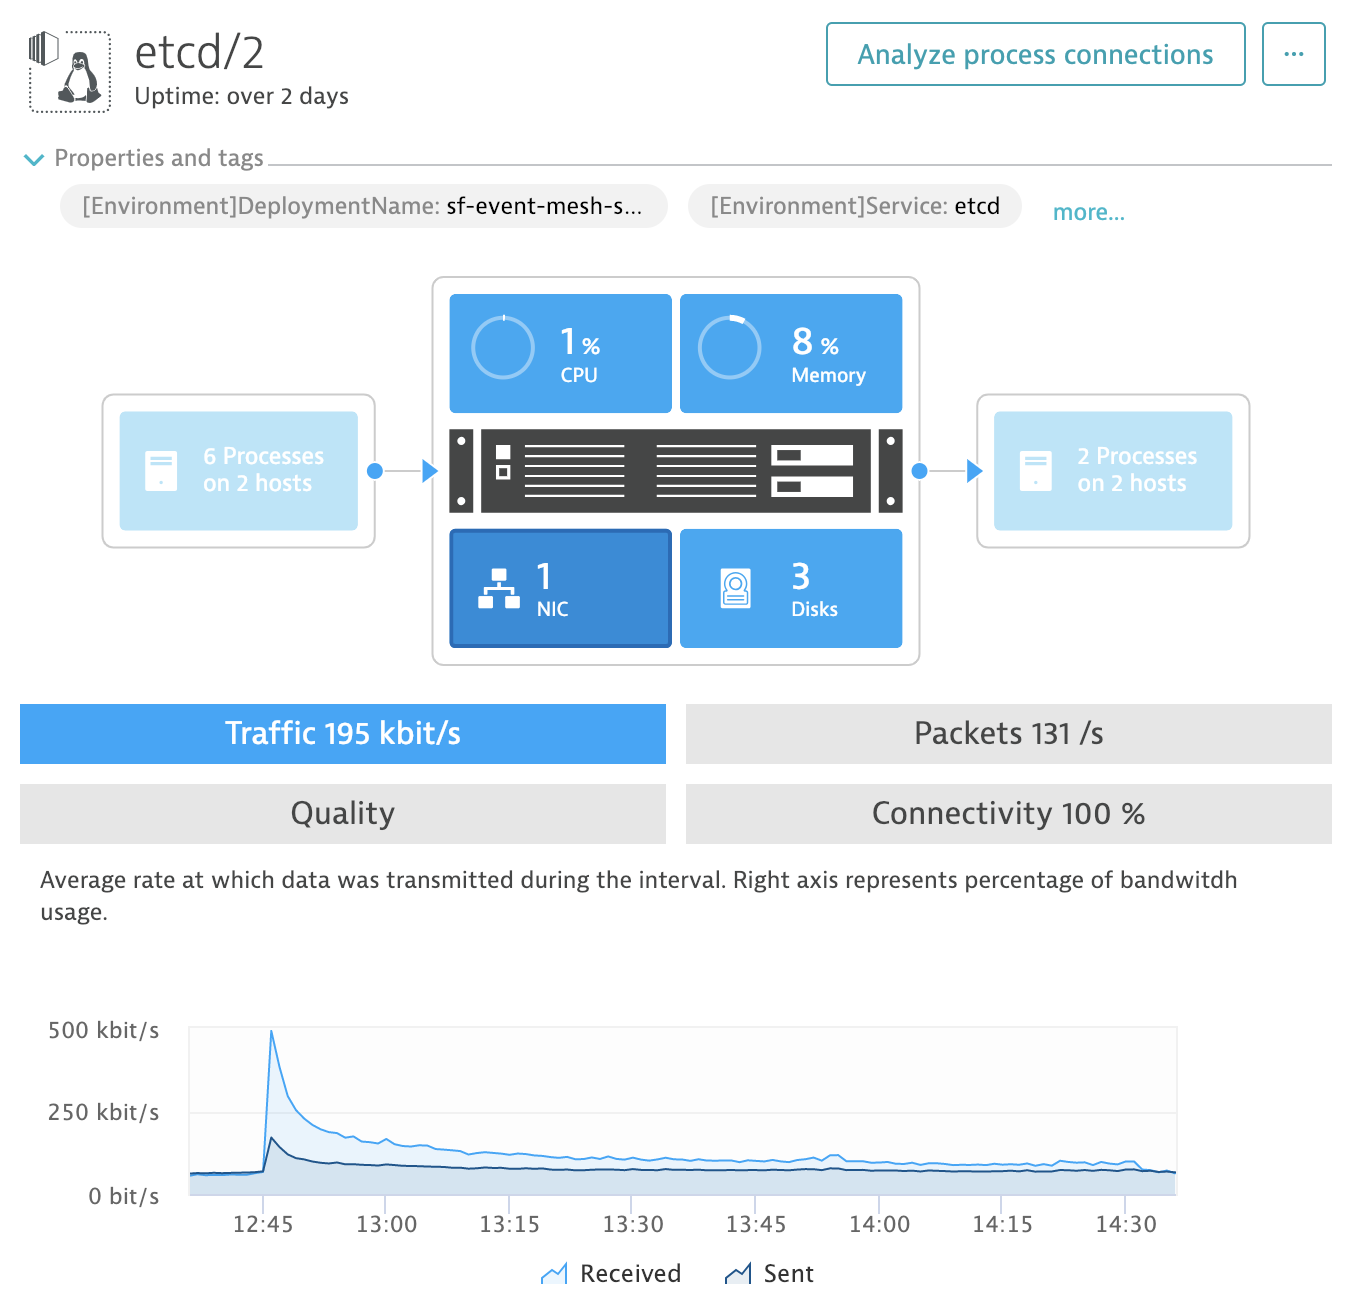 etcd/2
Uptime: over 2 days
Analyze process connections
...
Properties and tags
[Environment]DeploymentName: sf-event-mesh-s...
[Environment]Service: etcd
more...
1 %
CPU
8 %
Memory
6 Processes
on 2 hosts
2 Processes
on 2 hosts
1
NIC
3
Disks
Traffic 195 kbit/s
Packets 131 /s
Quality
Connectivity 100 %
Average rate at which data was transmitted during the interval. Right axis represents percentage of bandwitdh
usage.
500 kbit/s
250 kbit/s
0 bit/s
12:45 13:00 13:15 13:30 13:45 14:00 14:15 14:30
Received Sent